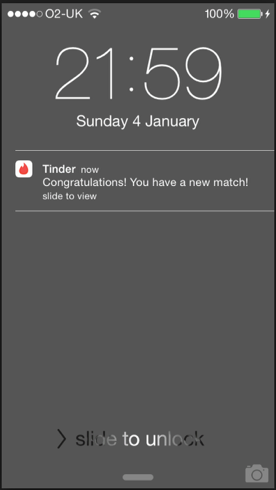 O2-UK 100%
21:59
Sunday 4 January
Tinder now
Congratulations! You have a new match!
slide to view
slide to unlock